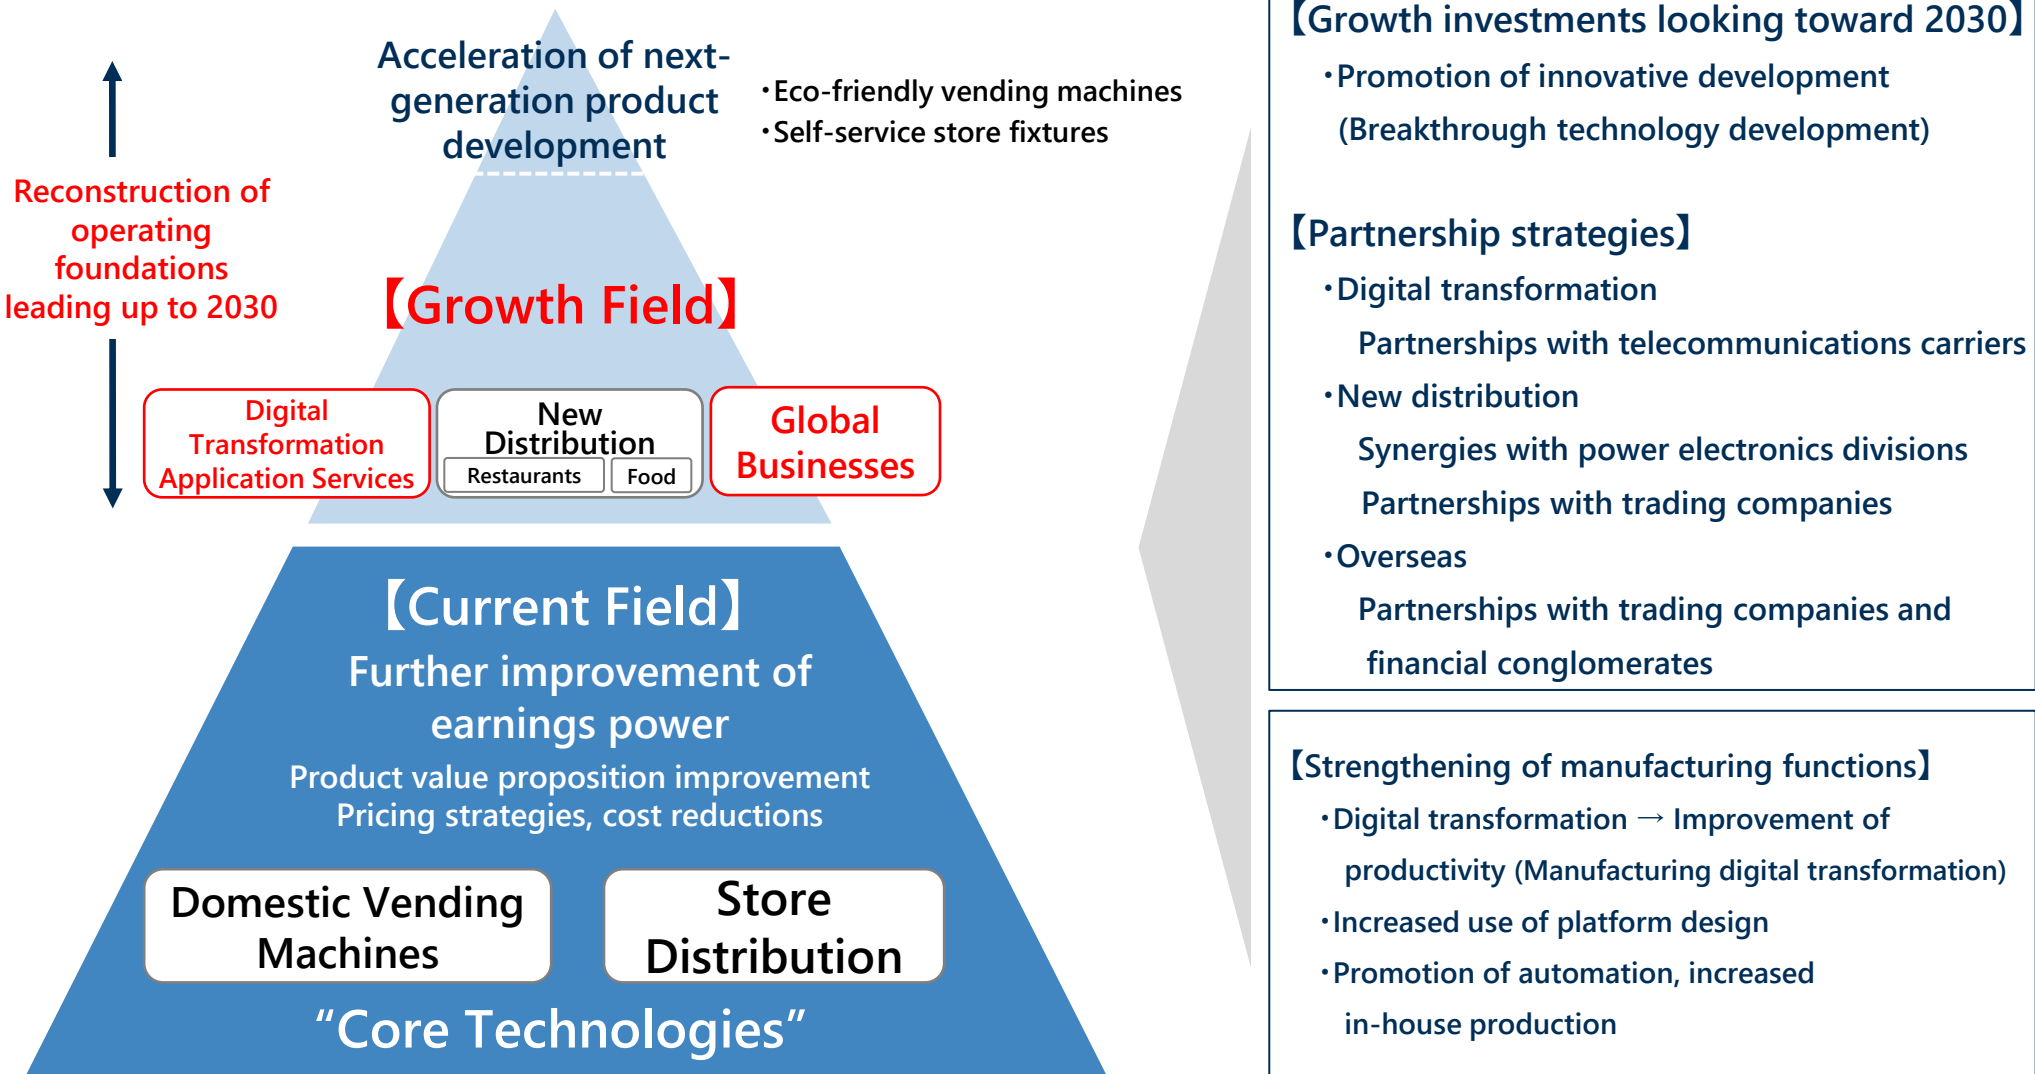 Acceleration of next-
generation product
development
・Eco-friendly vending machines
・Self-service store fixtures
Reconstruction of
operating
foundations
leading up to 2030
【Growth Field】
Digital
Transformation
Application Services
New
Distribution
Restaurants
Food
Global
Businesses
【Current Field】
Further improvement of
earnings power
Product value proposition improvement
Pricing strategies, cost reductions
Domestic Vending
Machines
Store
Distribution
“Core Technologies”
【Growth investments looking toward 2030】
・Promotion of innovative development
(Breakthrough technology development)
【Partnership strategies】
・Digital transformation
Partnerships with telecommunications carriers
・New distribution
Synergies with power electronics divisions
Partnerships with trading companies
・Overseas
Partnerships with trading companies and
financial conglomerates
【Strengthening of manufacturing functions】
・Digital transformation → Improvement of
productivity (Manufacturing digital transformation)
・Increased use of platform design
・Promotion of automation, increased
in-house production